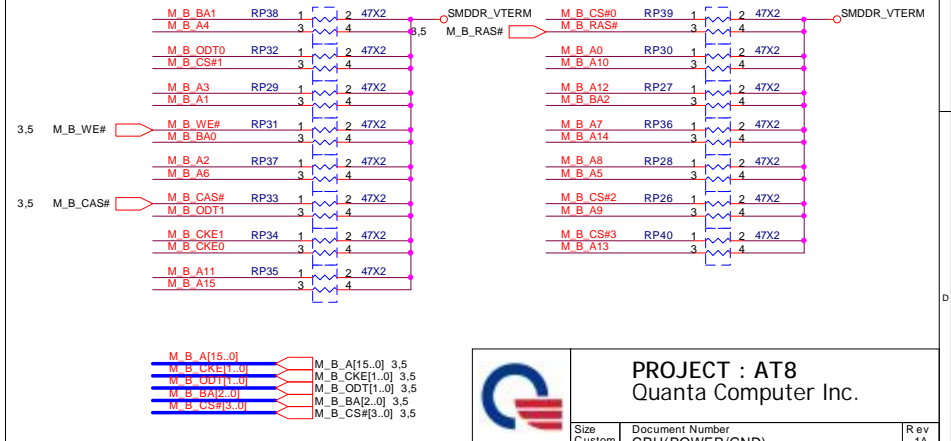 M_B_BA1 RP38 1 2 47X2 SMDDR_VTERM
M_B_A4 3 4
M_B_ODT0 RP32 1 2 47X2
M_B_CS#1 3 4
M_B_A3 RP29 1 2 47X2
M_B_A1 3 4
3,5 M_B_WE# M_B_WE# RP31 1 2 47X2
M_B_BA0 3 4
M_B_A2 RP37 1 2 47X2
M_B_A6 3 4
3,5 M_B_CAS# M_B_CAS# RP33 1 2 47X2
M_B_ODT1 3 4
M_B_CKE1 RP34 1 2 47X2
M_B_CKE0 3 4
M_B_A11 RP35 1 2 47X2
M_B_A15 3 4
M_B_CS#0 RP39 1 2 47X2 SMDDR_VTERM
3,5 M_B_RAS# M_B_RAS# 3 4
M_B_A0 RP30 1 2 47X2
M_B_A10 3 4
M_B_A12 RP27 1 2 47X2
M_B_BA2 3 4
M_B_A7 RP36 1 2 47X2
M_B_A14 3 4
M_B_A8 RP28 1 2 47X2
M_B_A5 3 4
M_B_CS#2 RP26 1 2 47X2
M_B_A9 3 4
M_B_CS#3 RP40 1 2 47X2
M_B_A13 3 4
D
M_B_A[15..0] M_B_A[15..0] 3,5
M_B_CKE[1..0] M_B_CKE[1..0] 3,5
M_B_ODT[1..0] M_B_ODT[1..0] 3,5
M_B_BA[2..0] M_B_BA[2..0] 3,5
M_B_CS#[3..0] M_B_CS#[3..0] 3,5
PROJECT : AT8
Quanta Computer Inc.
Size Document Number Rev
Custom CPU(POWER/GND) 1A